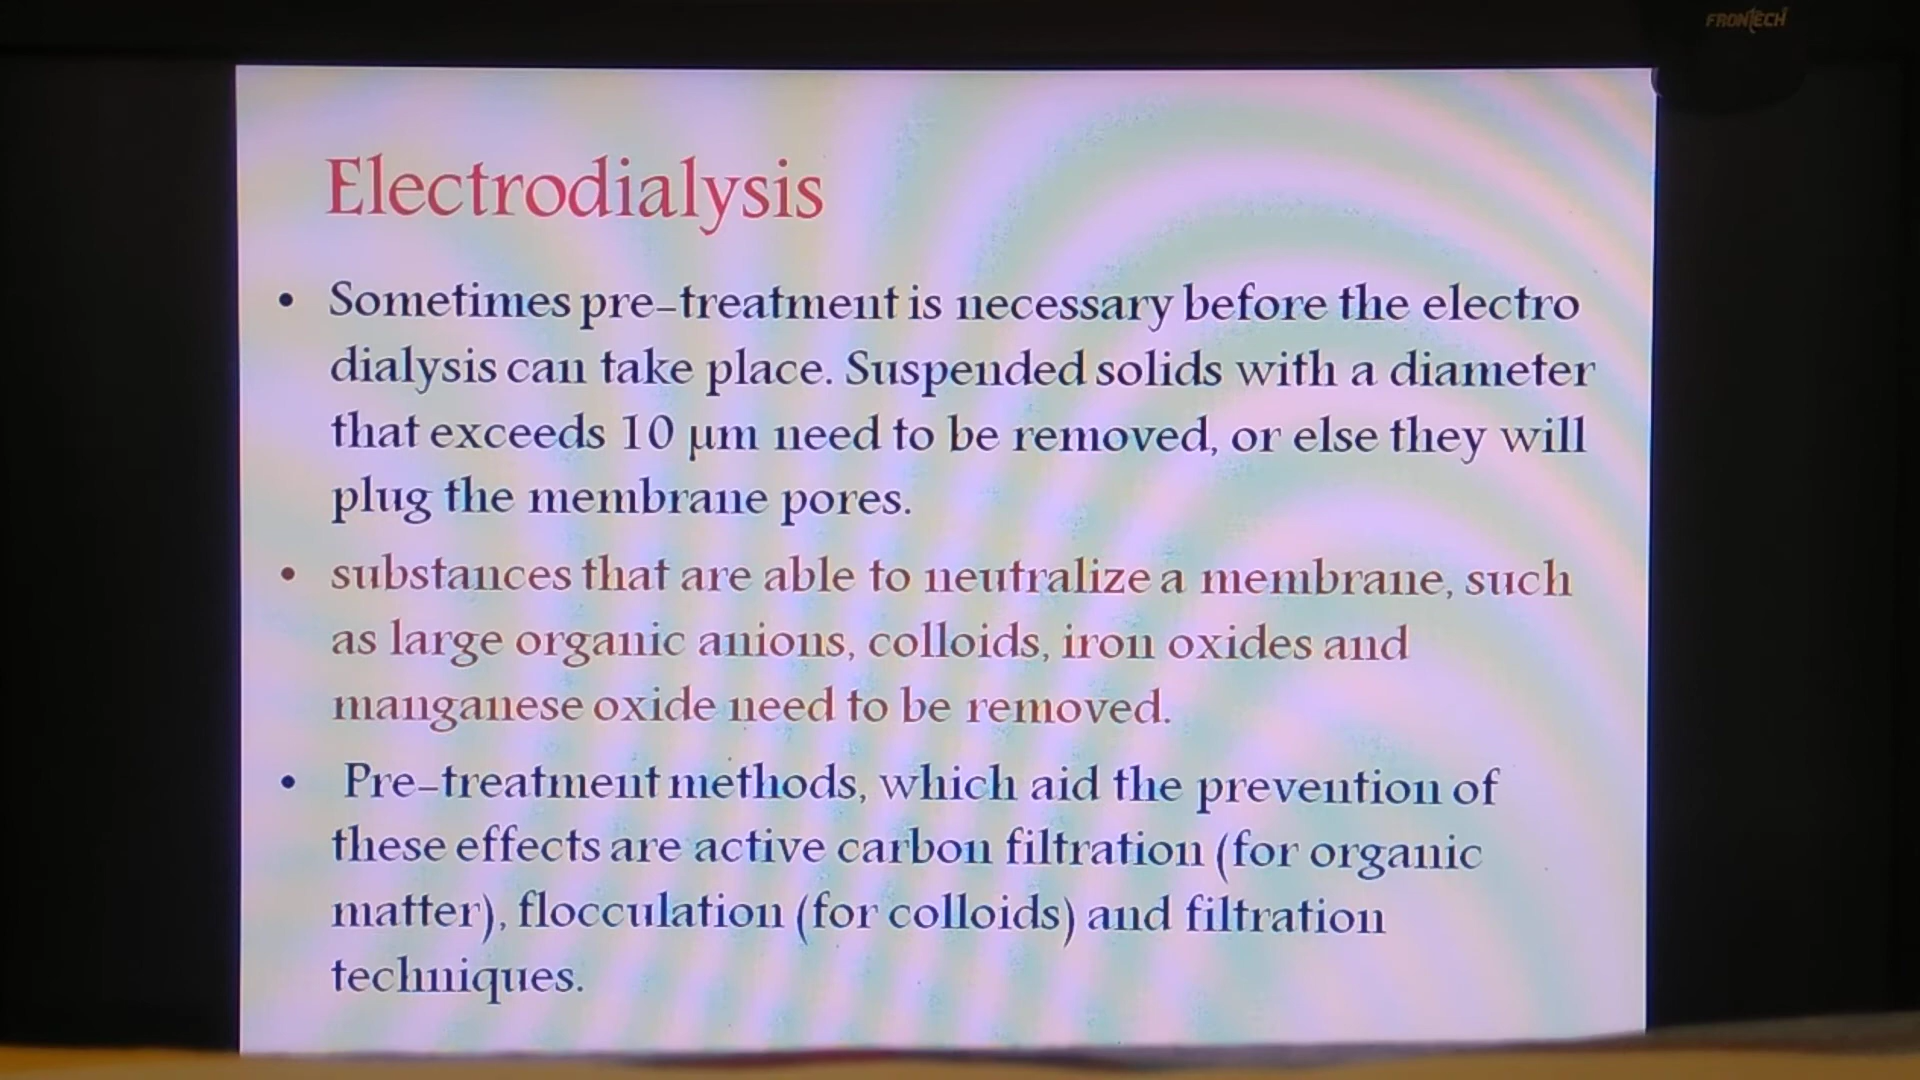 FRONTECH
Electrodialysis
• Sometimes pre-treatment is necessary before the electro
dialysis can take place. Suspended solids with a diameter
that exceeds 10 µm need to be removed, or else they will
plug the membrane pores.
• substances that are able to neutralize a membrane, such
as large organic anions, colloids, iron oxides and
manganese oxide need to be removed.
• Pre-treatment methods, which aid the prevention of
these effects are active carbon filtration (for organic
matter), flocculation (for colloids) and filtration
techniques.